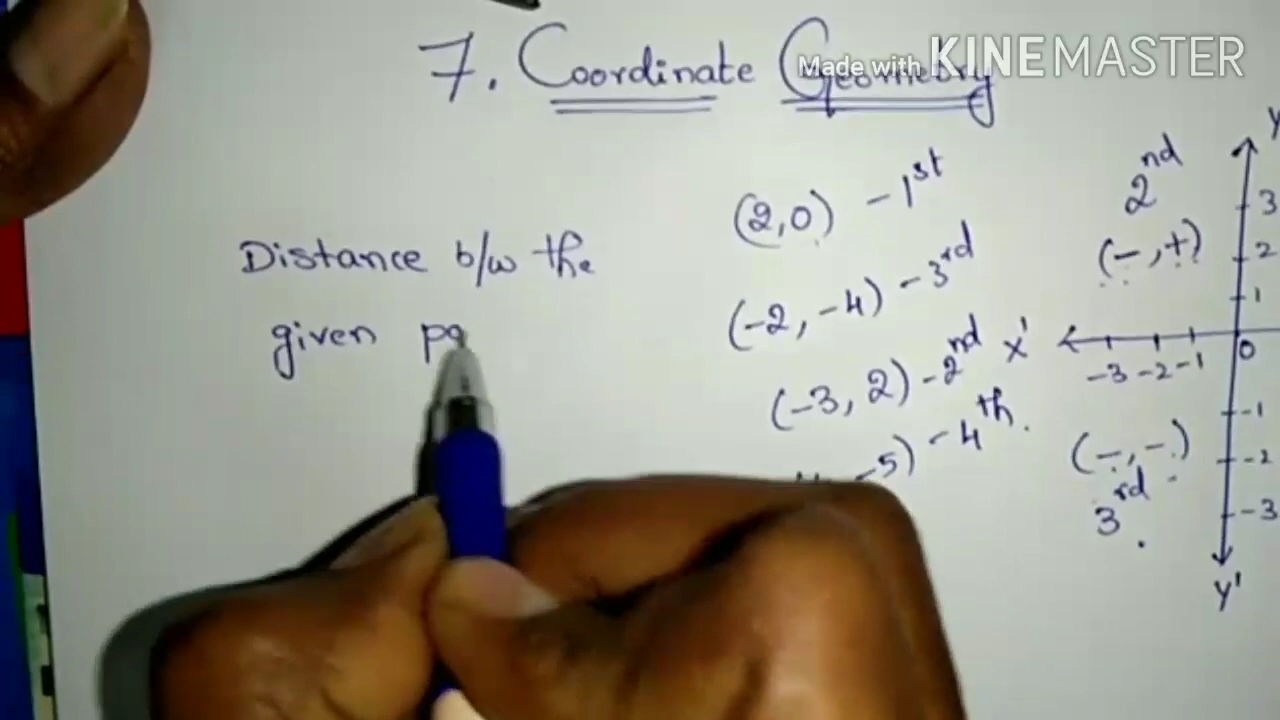 7. Coordinate Geometry
Made with KINEMASTER
Distance b/w the
given
(2,0) - 1st
(-2, -4) - 3rd
(-3, 2) - 2nd
-5) - 4th.
2nd
(-,+)
Y
3
2
1
X'
-3 -2 -1
0
-1
-2
-3
(-,-)
3rd
Y'